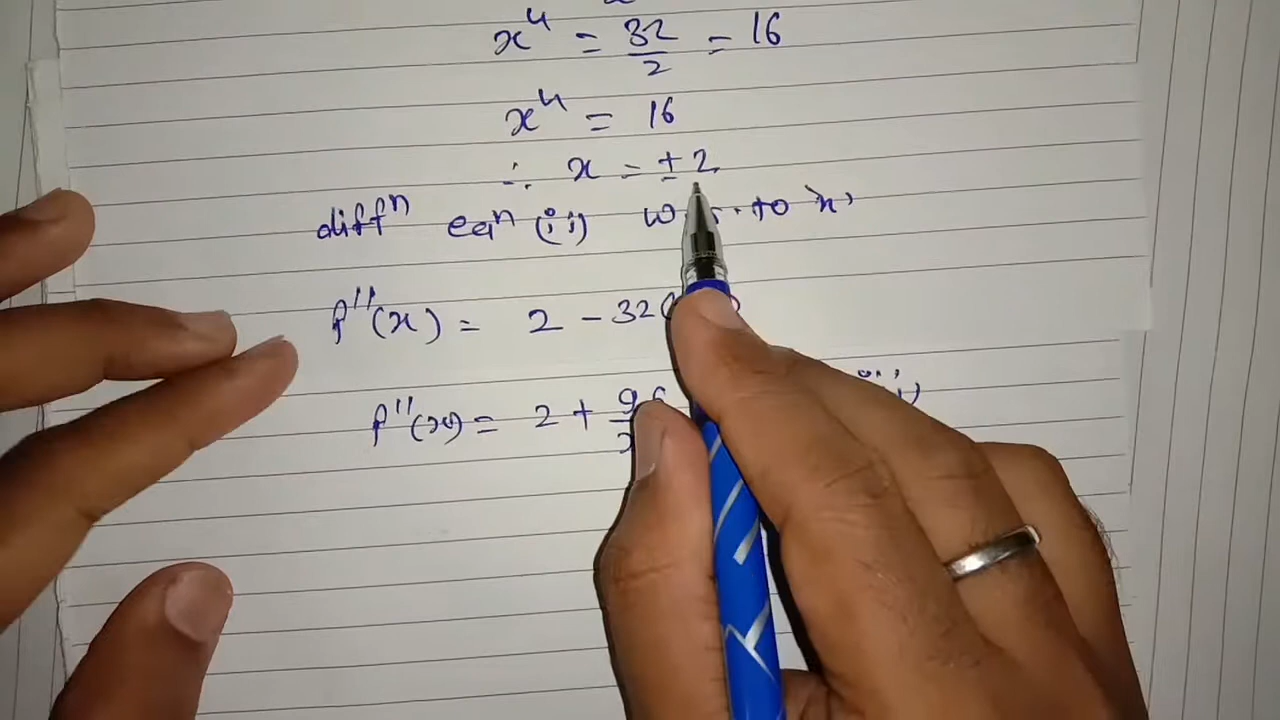 x⁴ = 32/2 = 16
x⁴ = 16
∴ x = ± 2
diffⁿ eqⁿ (ii) to x,
f''(x) = 2 - 32(
f''(x) = 2 +